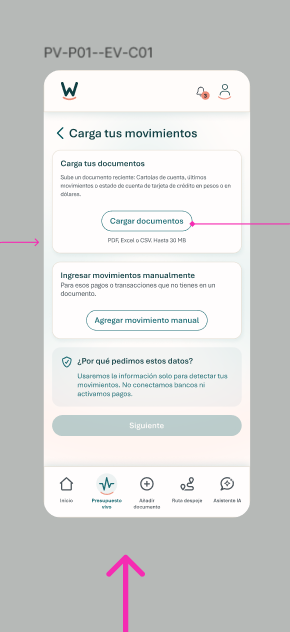 PV-P01--EV-C01
W
3
Carga tus movimientos
Carga tus documentos
Sube un documento reciente: Cartolas de cuenta, últimos
movimientos o estado de cuenta de tarjeta de crédito en pesos o en
dólares.
Cargar documentos
PDF, Excel o CSV. Hasta 30 MB
Ingresar movimientos manualmente
Para esos pagos o transacciones que no tienes en un
documento.
Agregar movimiento manual
¿Por qué pedimos estos datos?
Usaremos la información solo para detectar tus
movimientos. No conectamos bancos ni
activamos pagos.
Siguiente
Inicio
Presupuesto
vivo
Añadir
documento
Ruta despeje
Asistente IA